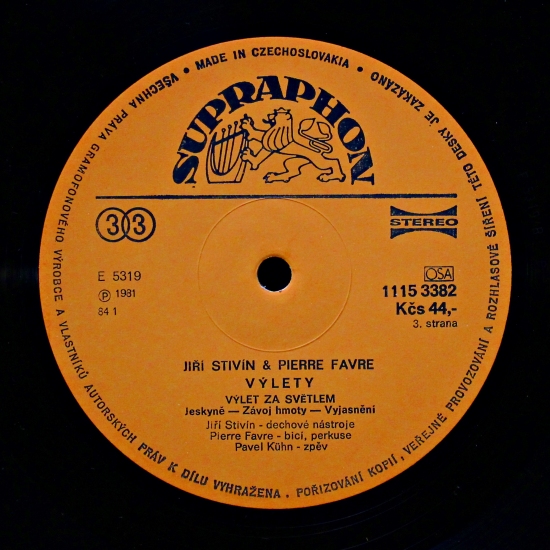 • MADE IN CZECHOSLOVAKIA •
VŠECHNA PRÁVA GRAMOFONOVÉHO VÝROBCE A VLASTNÍKŮ AUTORSKÝCH PRÁV K DÍLU VYHRAŽENA . POŘIZOVÁNÍ KOPIÍ, VEŘEJNÉ PROVOZOVÁNÍ A ROZHLASOVÉ ŠÍŘENÍ TÉTO DESKY JE ZAKÁZÁNO
SUPRAPHON
33
STEREO
E 5319
Ⓟ 1981
84 1
OSA
1115 3382
Kčs 44,-
3. strana
JIŘÍ STIVÍN & PIERRE FAVRE
VÝLETY
VÝLET ZA SVĚTLEM
Jeskyně — Závoj hmoty — Vyjasnění
Jiří Stivín - dechové nástroje
Pierre Favre - bicí, perkuse
Pavel Kühn - zpěv